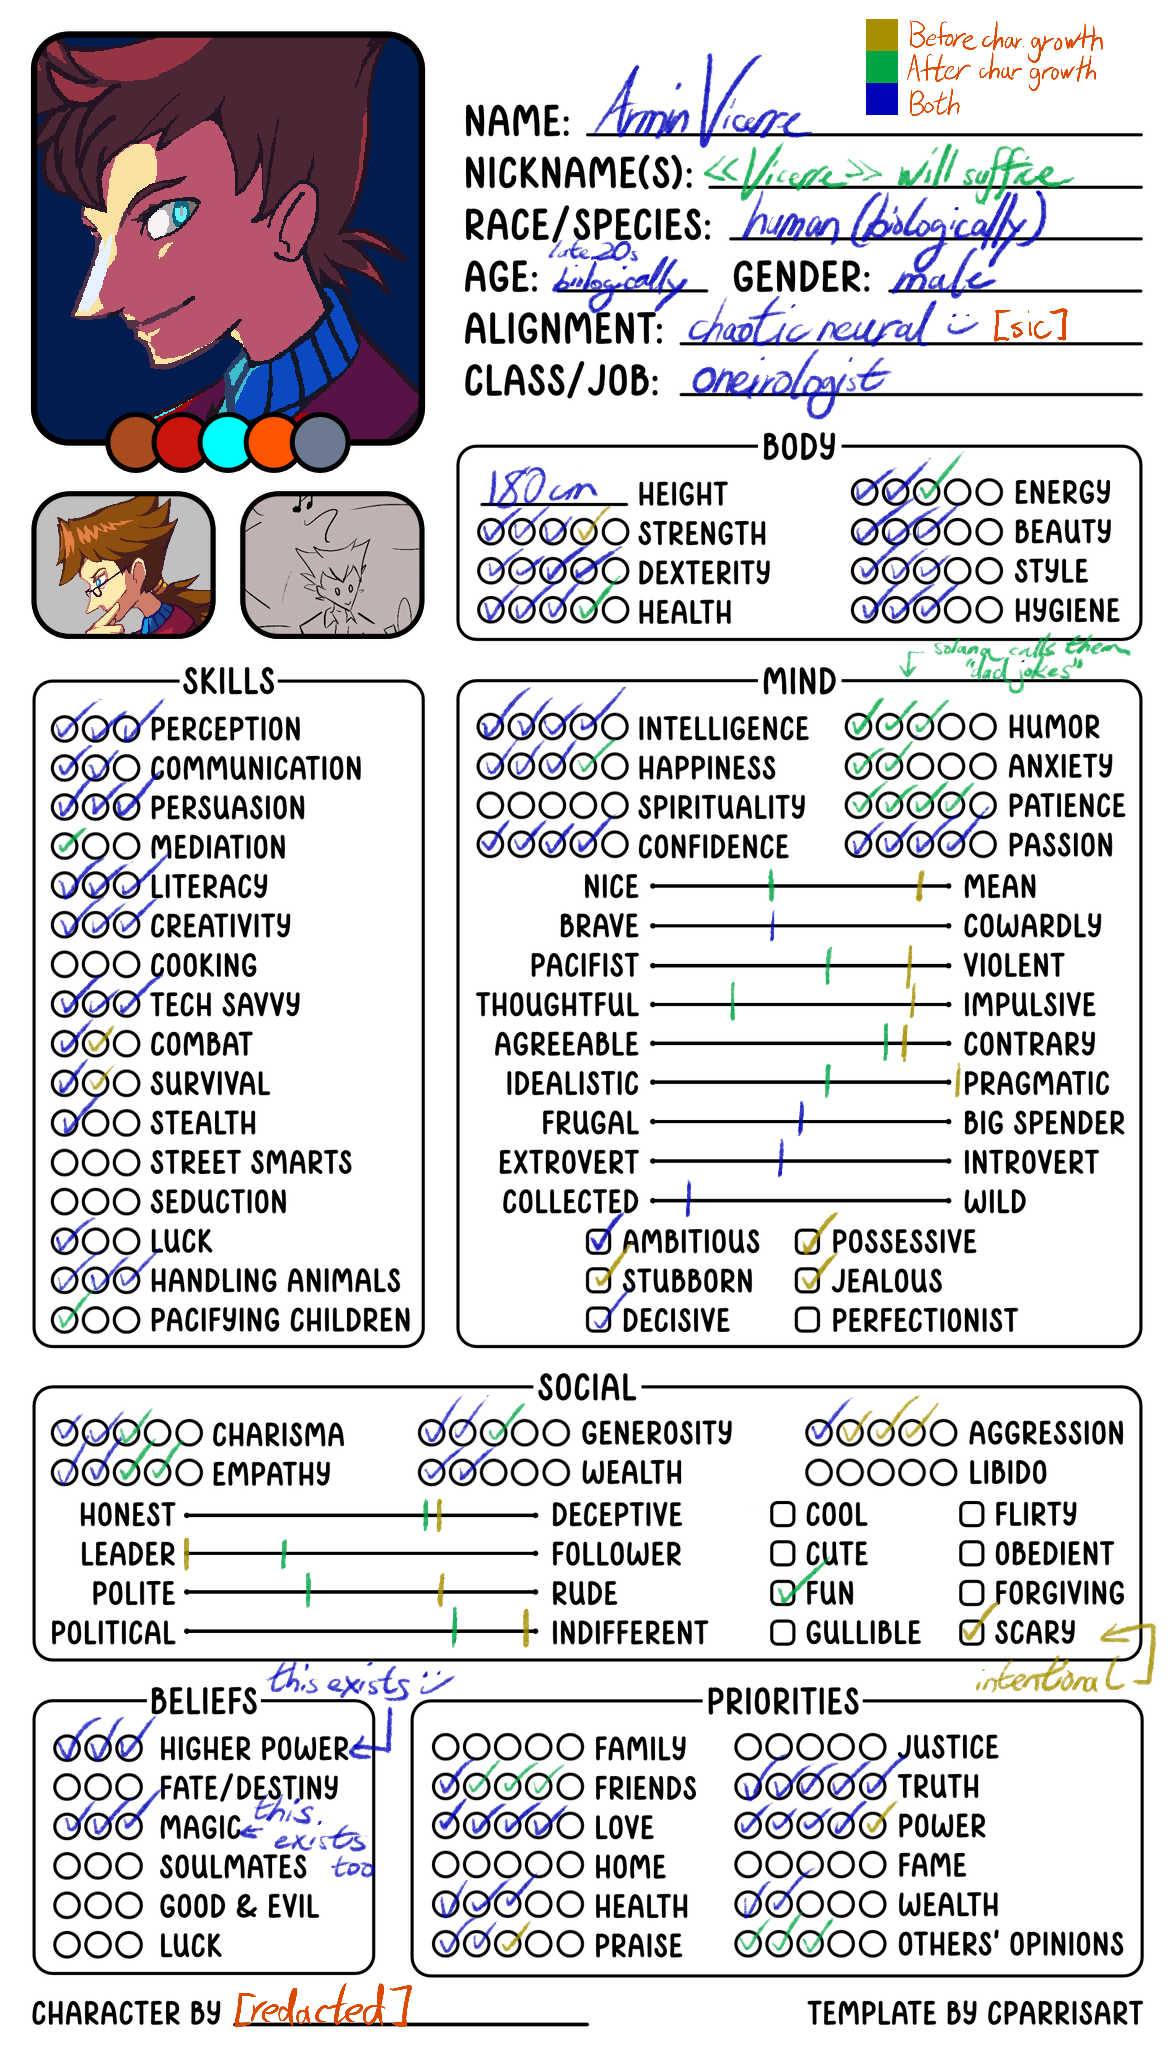 Before char. growth
After char growth
Both
NAME: Armin Vicerre
NICKNAME(S): <<Vicerre>> will suffice
RACE/SPECIES: human (biologically)
AGE: late 20s biologically GENDER: male
ALIGNMENT: chaotic neural :) [sic]
CLASS/JOB: oneirologist
BODY
180 cm HEIGHT
STRENGTH
DEXTERITY
HEALTH
ENERGY
BEAUTY
STYLE
HYGIENE
SKILLS
PERCEPTION
COMMUNICATION
PERSUASION
MEDIATION
LITERACY
CREATIVITY
COOKING
TECH SAVVY
COMBAT
SURVIVAL
STEALTH
STREET SMARTS
SEDUCTION
LUCK
HANDLING ANIMALS
PACIFYING CHILDREN
solana calls them
"dad jokes"
MIND
INTELLIGENCE
HAPPINESS
SPIRITUALITY
CONFIDENCE
HUMOR
ANXIETY
PATIENCE
PASSION
NICE MEAN
BRAVE COWARDLY
PACIFIST VIOLENT
THOUGHTFUL IMPULSIVE
AGREEABLE CONTRARY
IDEALISTIC PRAGMATIC
FRUGAL BIG SPENDER
EXTROVERT INTROVERT
COLLECTED WILD
AMBITIOUS POSSESSIVE
STUBBORN JEALOUS
DECISIVE PERFECTIONIST
SOCIAL
CHARISMA GENEROSITY AGGRESSION
EMPATHY WEALTH LIBIDO
HONEST DECEPTIVE
LEADER FOLLOWER
POLITE RUDE
POLITICAL INDIFFERENT
COOL FLIRTY
CUTE OBEDIENT
FUN FORGIVING
GULLIBLE SCARY
intentional
this exists :)
BELIEFS
HIGHER POWER
FATE/DESTINY
MAGIC this exists too
SOULMATES
GOOD & EVIL
LUCK
PRIORITIES
FAMILY JUSTICE
FRIENDS TRUTH
LOVE POWER
HOME FAME
HEALTH WEALTH
PRAISE OTHERS' OPINIONS
CHARACTER BY [redacted]
TEMPLATE BY CPARRISART